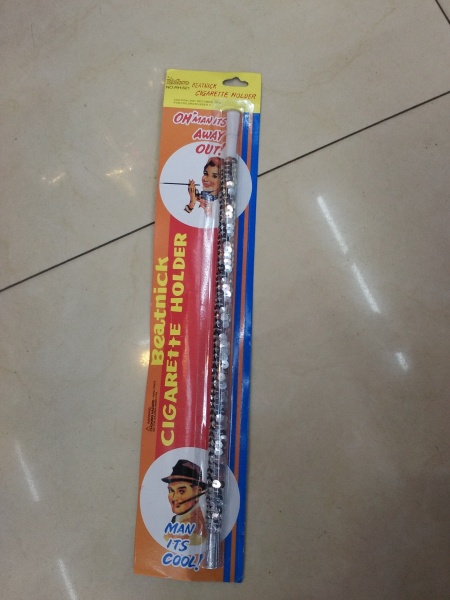 BEATNICK
CIGARETTE HOLDER
OH "MAN ITS
AWAY
OUT!
Beatnick
CIGARETTE HOLDER
MAN
ITS
COOL!